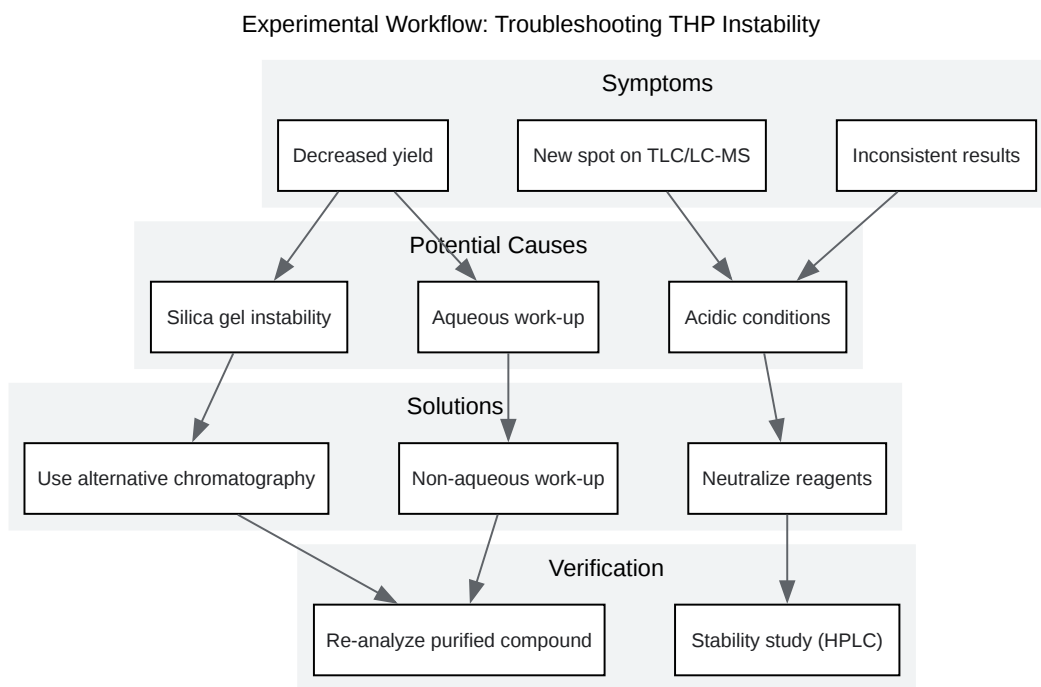 Experimental Workflow: Troubleshooting THP Instability
Symptoms
Decreased yield
New spot on TLC/LC-MS
Inconsistent results
Potential Causes
Silica gel instability
Aqueous work-up
Acidic conditions
Solutions
Use alternative chromatography
Non-aqueous work-up
Neutralize reagents
Verification
Re-analyze purified compound
Stability study (HPLC)